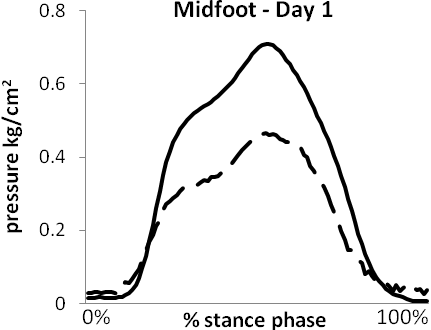 Midfoot - Day 1
pressure kg/cm²
0.8
0.6
0.4
0.2
0
0%
% stance phase
100%